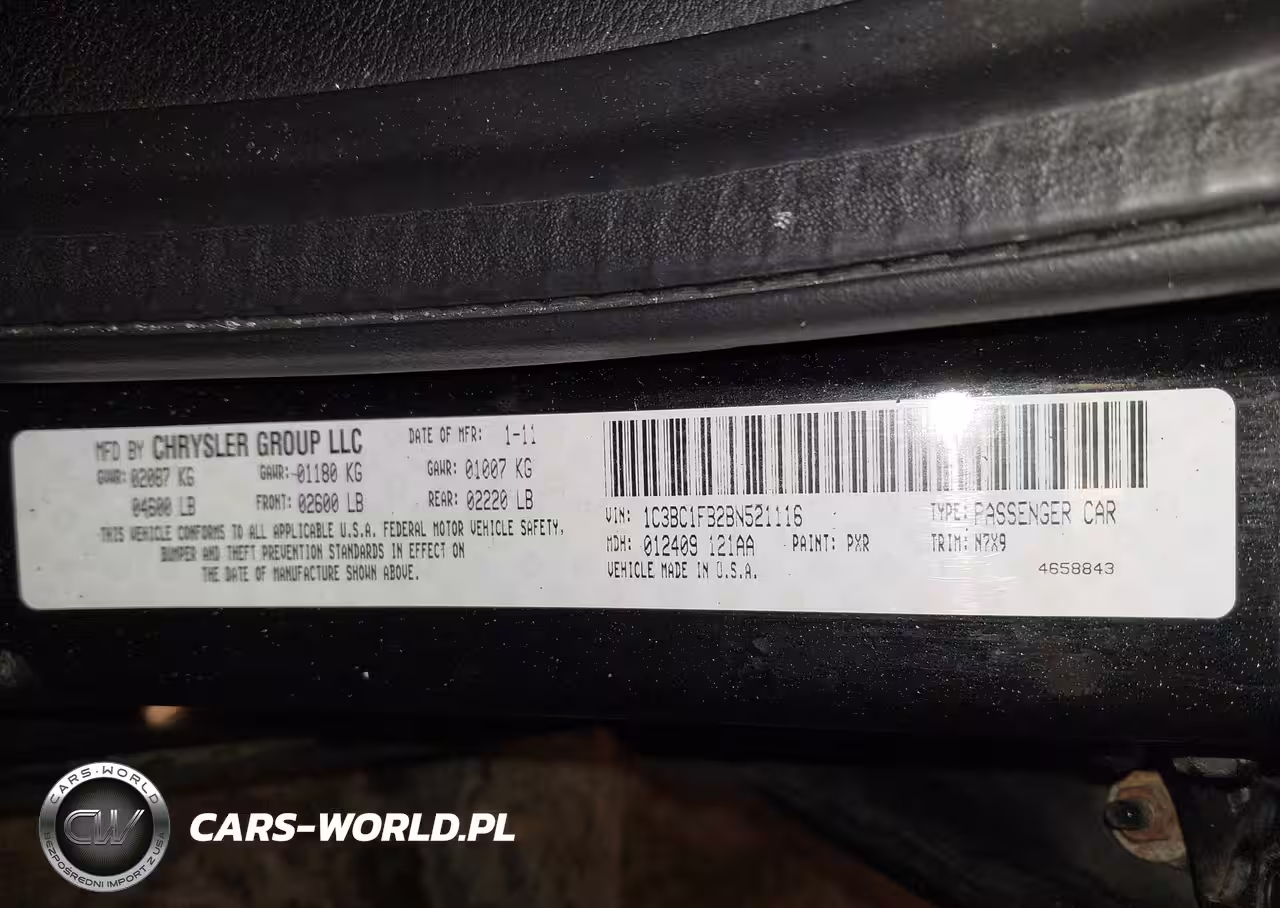 MFD BY CHRYSLER GROUP LLC DATE OF MFR: 1-11
GVWR: 02087 KG GAWR: 01180 KG GAWR: 01007 KG
04600 LB FRONT: 02600 LB REAR: 02220 LB
THIS VEHICLE CONFORMS TO ALL APPLICABLE U.S.A. FEDERAL MOTOR VEHICLE SAFETY,
BUMPER AND THEFT PREVENTION STANDARDS IN EFFECT ON
THE DATE OF MANUFACTURE SHOWN ABOVE.
VIN: 1C3BC1FB2BN521116 TYPE: PASSENGER CAR
MDH: 012409 121AA PAINT: PXR TRIM: N7X9
VEHICLE MADE IN U.S.A. 4658843
CARS-WORLD
CW
BEZPOŚREDNI IMPORT Z USA
CARS-WORLD.PL